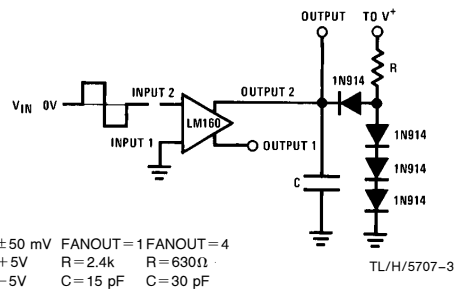 OUTPUT TO V+
R
1N914
INPUT 2 OUTPUT 2
VIN 0V
LM160
1N914
INPUT 1
OUTPUT 1
1N914
C
1N914
±50 mV FANOUT=1 FANOUT=4
+5V R=2.4k R=630Ω
−5V C=15 pF C=30 pF
TL/H/5707–3